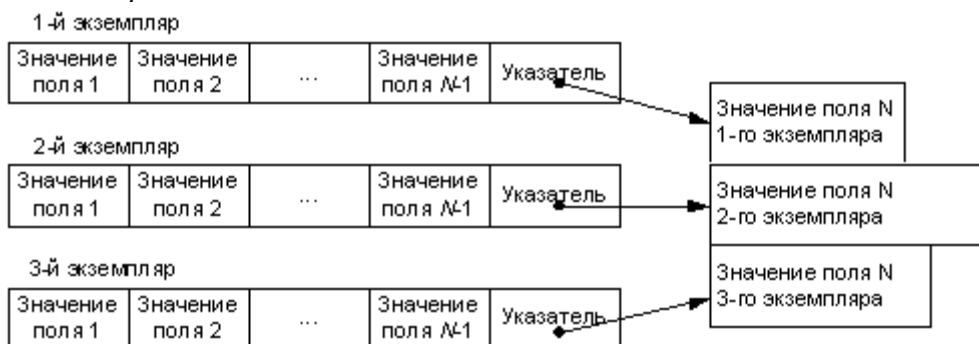 1-й экземпляр
Значение поля 1
Значение поля 2
...
Значение поля N-1
Указатель
Значение поля N
1-го экземпляра
2-й экземпляр
Значение поля 1
Значение поля 2
...
Значение поля N-1
Указатель
Значение поля N
2-го экземпляра
3-й экземпляр
Значение поля 1
Значение поля 2
...
Значение поля N-1
Указатель
Значение поля N
3-го экземпляра